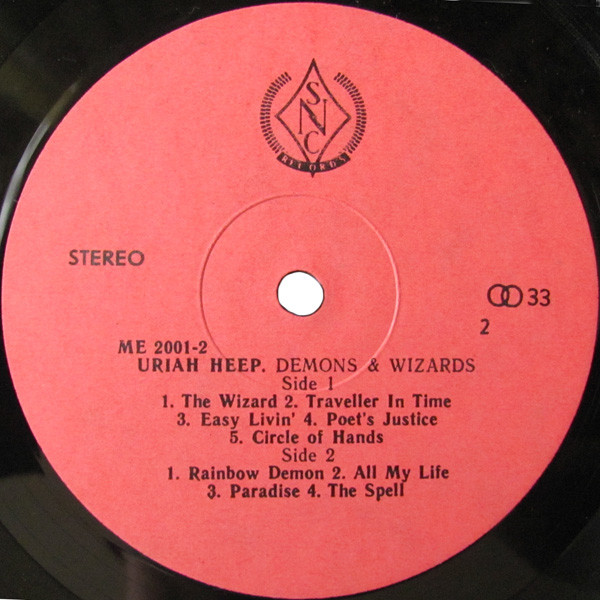 SNC
RECORDS
STEREO
33
2
ME 2001-2
URIAH HEEP. DEMONS & WIZARDS
Side 1
1. The Wizard 2. Traveller In Time
3. Easy Livin' 4. Poet's Justice
5. Circle of Hands
Side 2
1. Rainbow Demon 2. All My Life
3. Paradise 4. The Spell